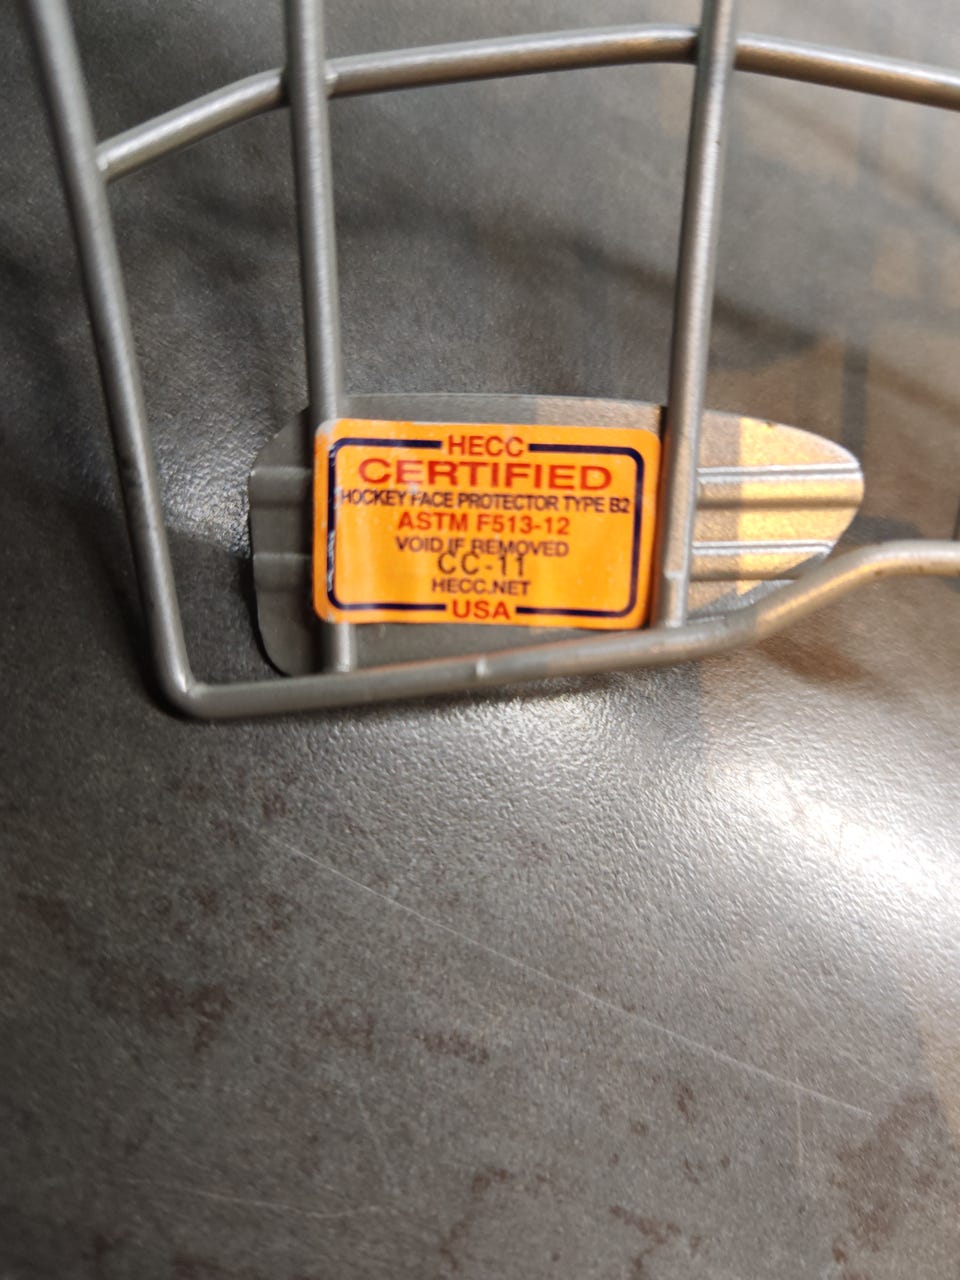 HECC
CERTIFIED
HOCKEY FACE PROTECTOR TYPE B2
ASTM F513-12
VOID IF REMOVED
CC-11
HECC.NET
USA